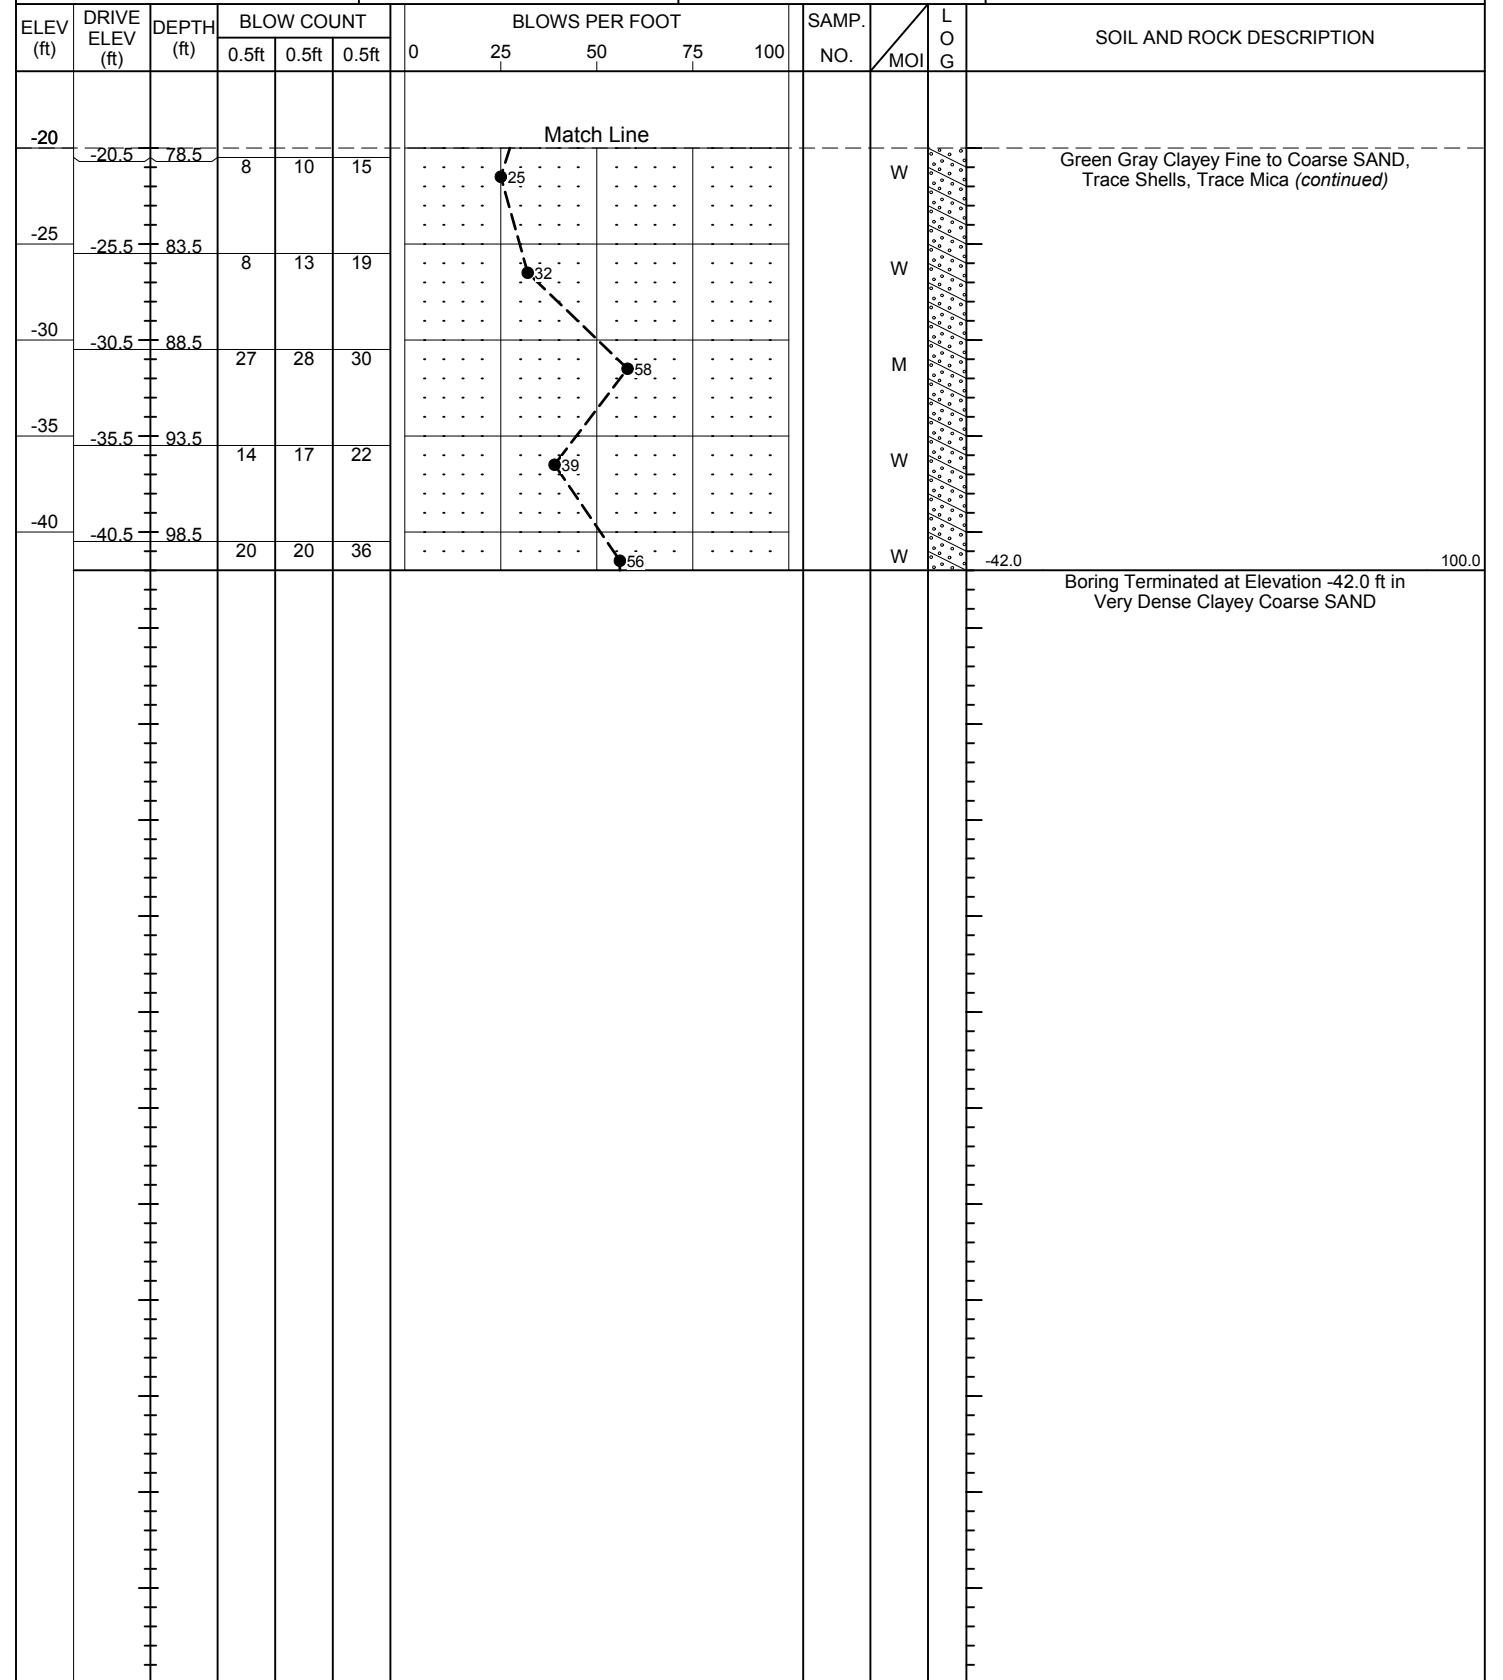 ELEV (ft) DRIVE ELEV (ft) DEPTH (ft) BLOW COUNT BLOWS PER FOOT SAMP. NO. MOI LOG SOIL AND ROCK DESCRIPTION
0.5ft 0.5ft 0.5ft 0 25 50 75 100
Match Line
-20
-20.5 78.5 8 10 15 25 W Green Gray Clayey Fine to Coarse SAND,
Trace Shells, Trace Mica (continued)
-25
-25.5 83.5 8 13 19 32 W
-30
-30.5 88.5 27 28 30 58 M
-35
-35.5 93.5 14 17 22 39 W
-40
-40.5 98.5 20 20 36 56 W
-42.0 100.0
Boring Terminated at Elevation -42.0 ft in
Very Dense Clayey Coarse SAND